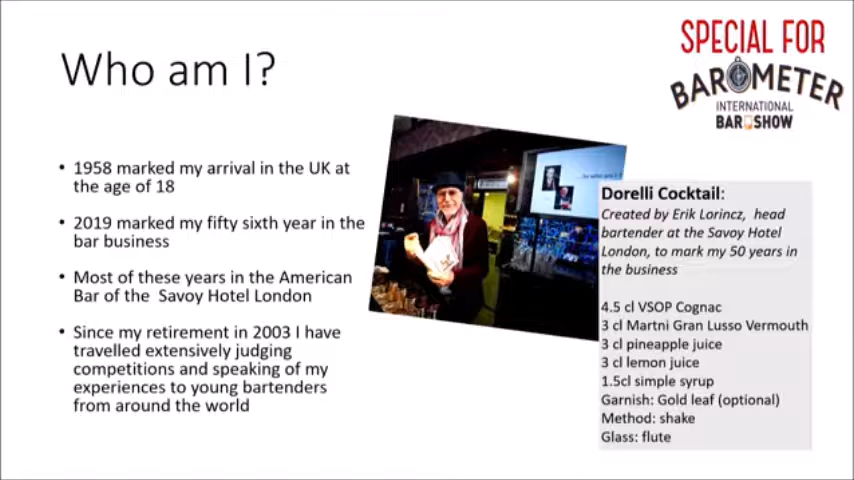 Who am I?
SPECIAL FOR
BAROMETER
INTERNATIONAL
BAR SHOW
• 1958 marked my arrival in the UK at
the age of 18
• 2019 marked my fifty sixth year in the
bar business
• Most of these years in the American
Bar of the Savoy Hotel London
• Since my retirement in 2003 I have
travelled extensively judging
competitions and speaking of my
experiences to young bartenders
from around the world
Dorelli Cocktail:
Created by Erik Lorincz, head
bartender at the Savoy Hotel
London, to mark my 50 years in
the business
4.5 cl VSOP Cognac
3 cl Martni Gran Lusso Vermouth
3 cl pineapple juice
3 cl lemon juice
1.5cl simple syrup
Garnish: Gold leaf (optional)
Method: shake
Glass: flute